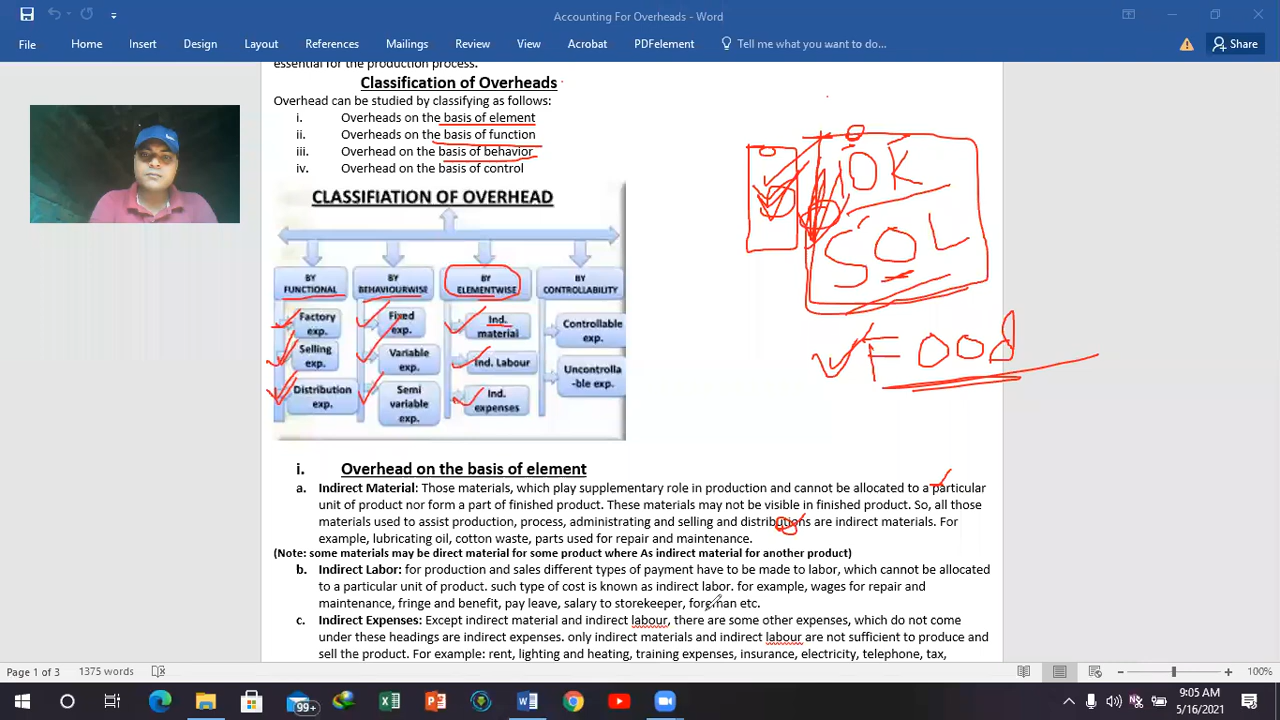 Accounting For Overheads - Word
File Home Insert Design Layout References Mailings Review View Acrobat PDFelement Tell me what you want to do... Share
essential for the production process.
Classification of Overheads
Overhead can be studied by classifying as follows:
i. Overheads on the basis of element
ii. Overheads on the basis of function
iii. Overhead on the basis of behavior
iv. Overhead on the basis of control
CLASSIFIATION OF OVERHEAD
BY FUNCTIONAL
BY BEHAVIOURWISE
BY ELEMENTWISE
BY CONTROLLABILITY
Factory exp.
Selling exp.
Distribution exp.
Fixed exp.
Variable exp.
Semi variable exp.
Ind. material
Ind. Labour
Ind. expenses
Controllable exp.
Uncontrolla -ble exp.
OK
SOL
Food
i. Overhead on the basis of element
a. Indirect Material: Those materials, which play supplementary role in production and cannot be allocated to a particular
unit of product nor form a part of finished product. These materials may not be visible in finished product. So, all those
materials used to assist production, process, administrating and selling and distributions are indirect materials. For
example, lubricating oil, cotton waste, parts used for repair and maintenance.
(Note: some materials may be direct material for some product where As indirect material for another product)
b. Indirect Labor: for production and sales different types of payment have to be made to labor, which cannot be allocated
to a particular unit of product. such type of cost is known as indirect labor. for example, wages for repair and
maintenance, fringe and benefit, pay leave, salary to storekeeper, foreman etc.
c. Indirect Expenses: Except indirect material and indirect labour, there are some other expenses, which do not come
under these headings are indirect expenses. only indirect materials and indirect labour are not sufficient to produce and
sell the product. For example: rent, lighting and heating, training expenses, insurance, electricity, telephone, tax,
Page 1 of 3 1375 words 100%
99+
9:05 AM
5/16/2021